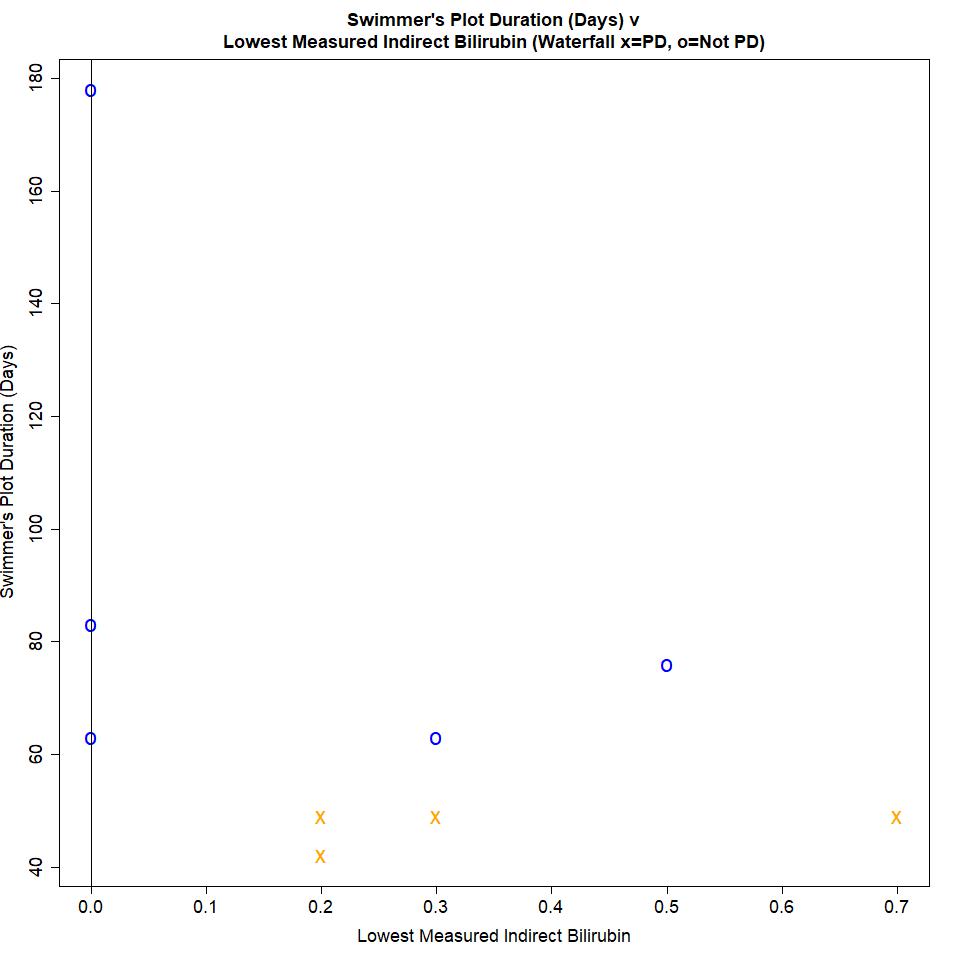 Swimmer's Plot Duration (Days) v
Lowest Measured Indirect Bilirubin (Waterfall x=PD, o=Not PD)
Swimmer's Plot Duration (Days)
180
160
140
120
100
80
60
40
O
O
O
O
O
X
X
X
X
0.0 0.1 0.2 0.3 0.4 0.5 0.6 0.7
Lowest Measured Indirect Bilirubin